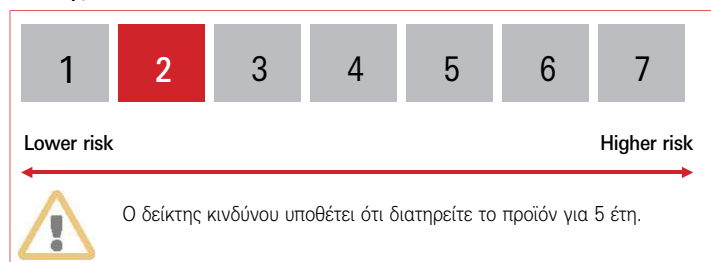 1 2 3 4 5 6 7
Lower risk Higher risk
Ο δείκτης κινδύνου υποθέτει ότι διατηρείτε το προϊόν για 5 έτη.